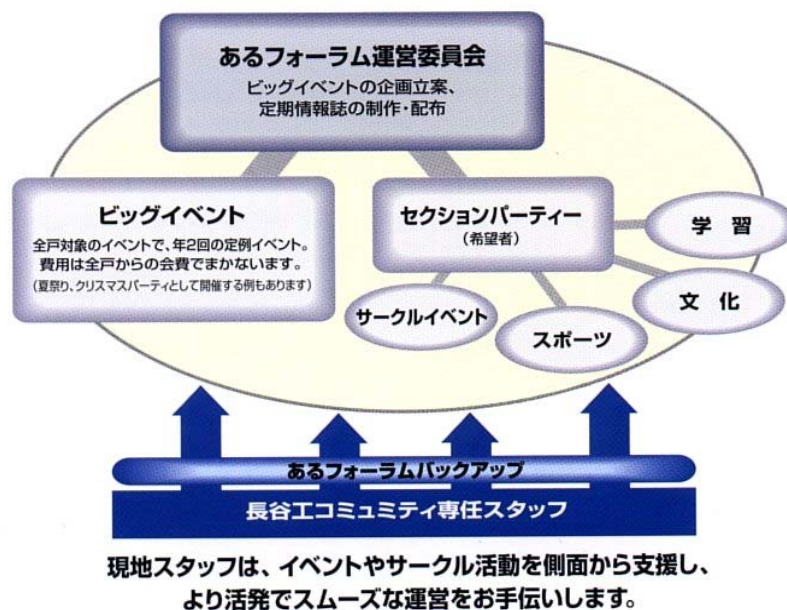 あるフォーラム運営委員会
ビッグイベントの企画立案、
定期情報誌の制作・配布
ビッグイベント
全戸対象のイベントで、年2回の定例イベント。
費用は全戸からの会費でまかないます。
(夏祭り、クリスマスパーティとして開催する例もあります)
セクションパーティー
(希望者)
学習
文化
サークルイベント
スポーツ
あるフォーラムバックアップ
長谷工コミュミティ専任スタッフ
現地スタッフは、イベントやサークル活動を側面から支援し、
より活発でスムーズな運営をお手伝いします。